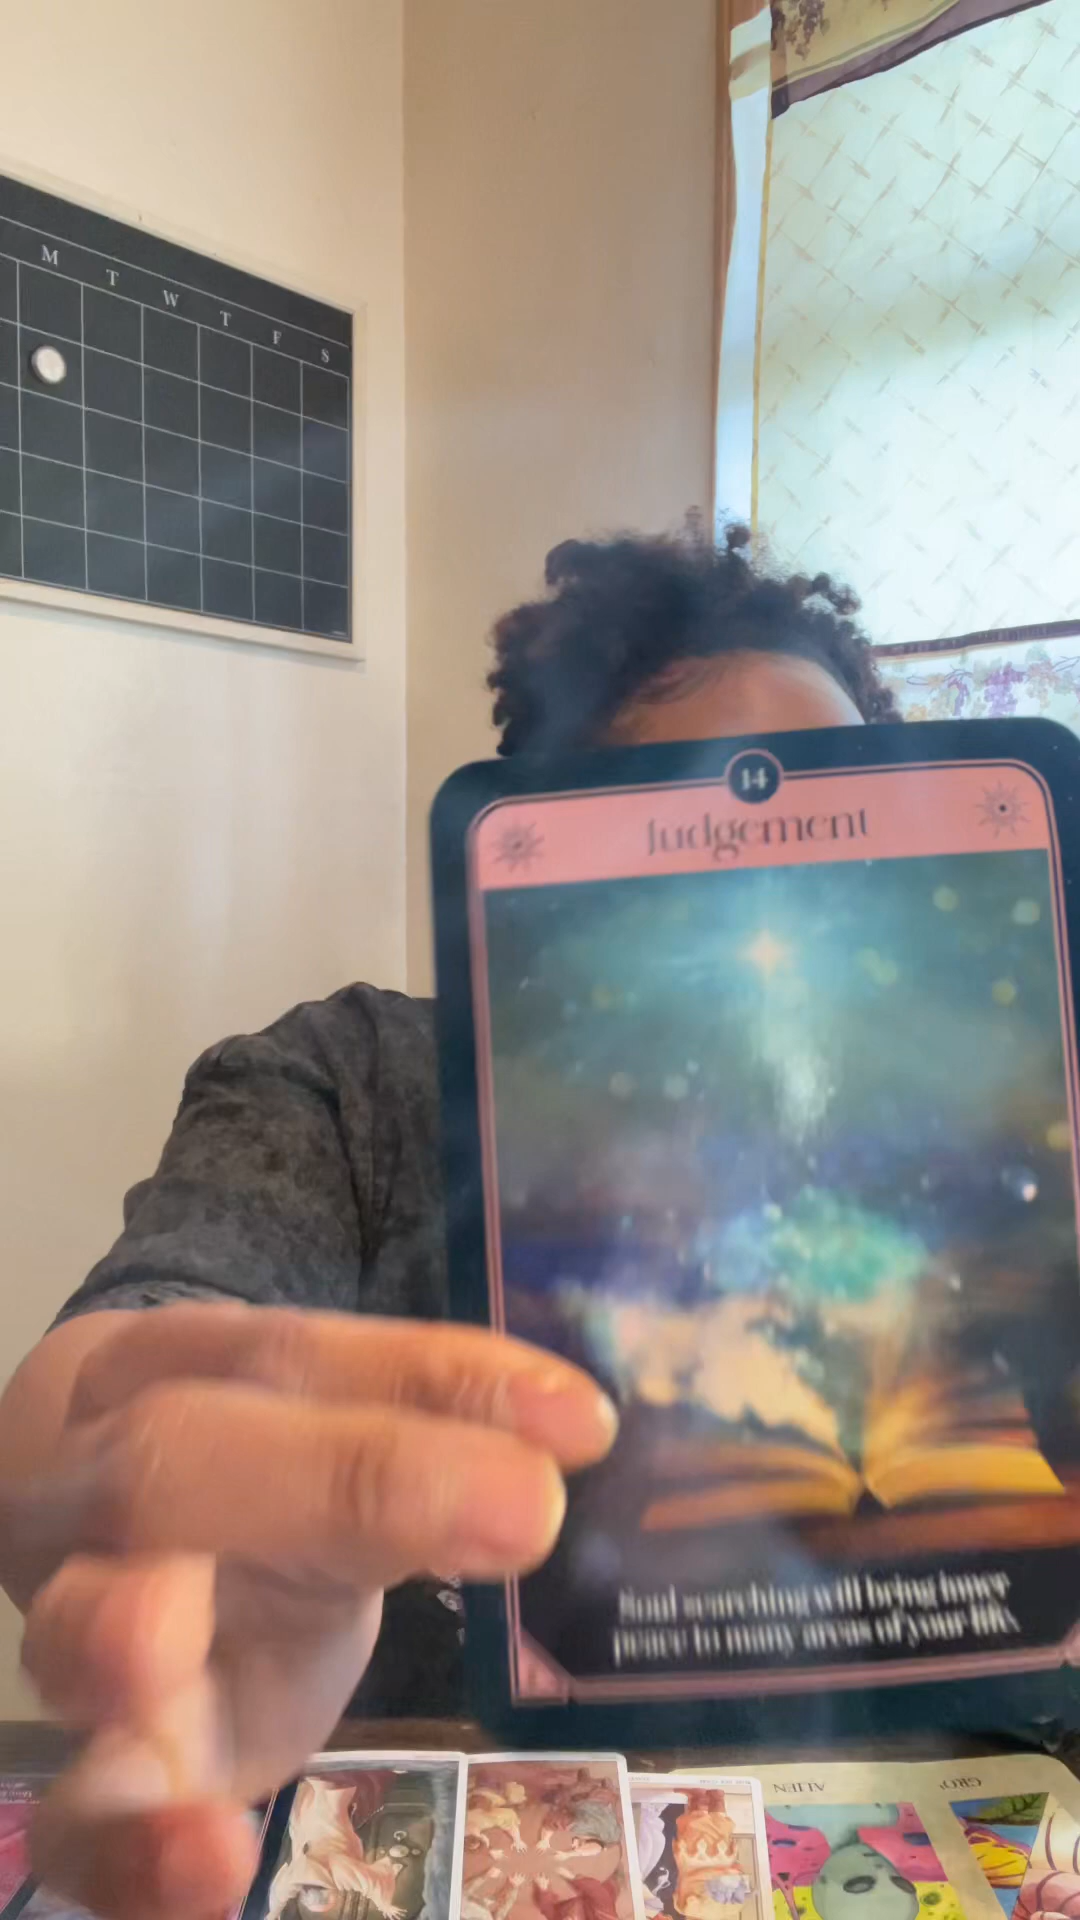 M T W T F S
14
Judgement
Soul searching will bring inner
peace to many areas of your life.
ALIEN